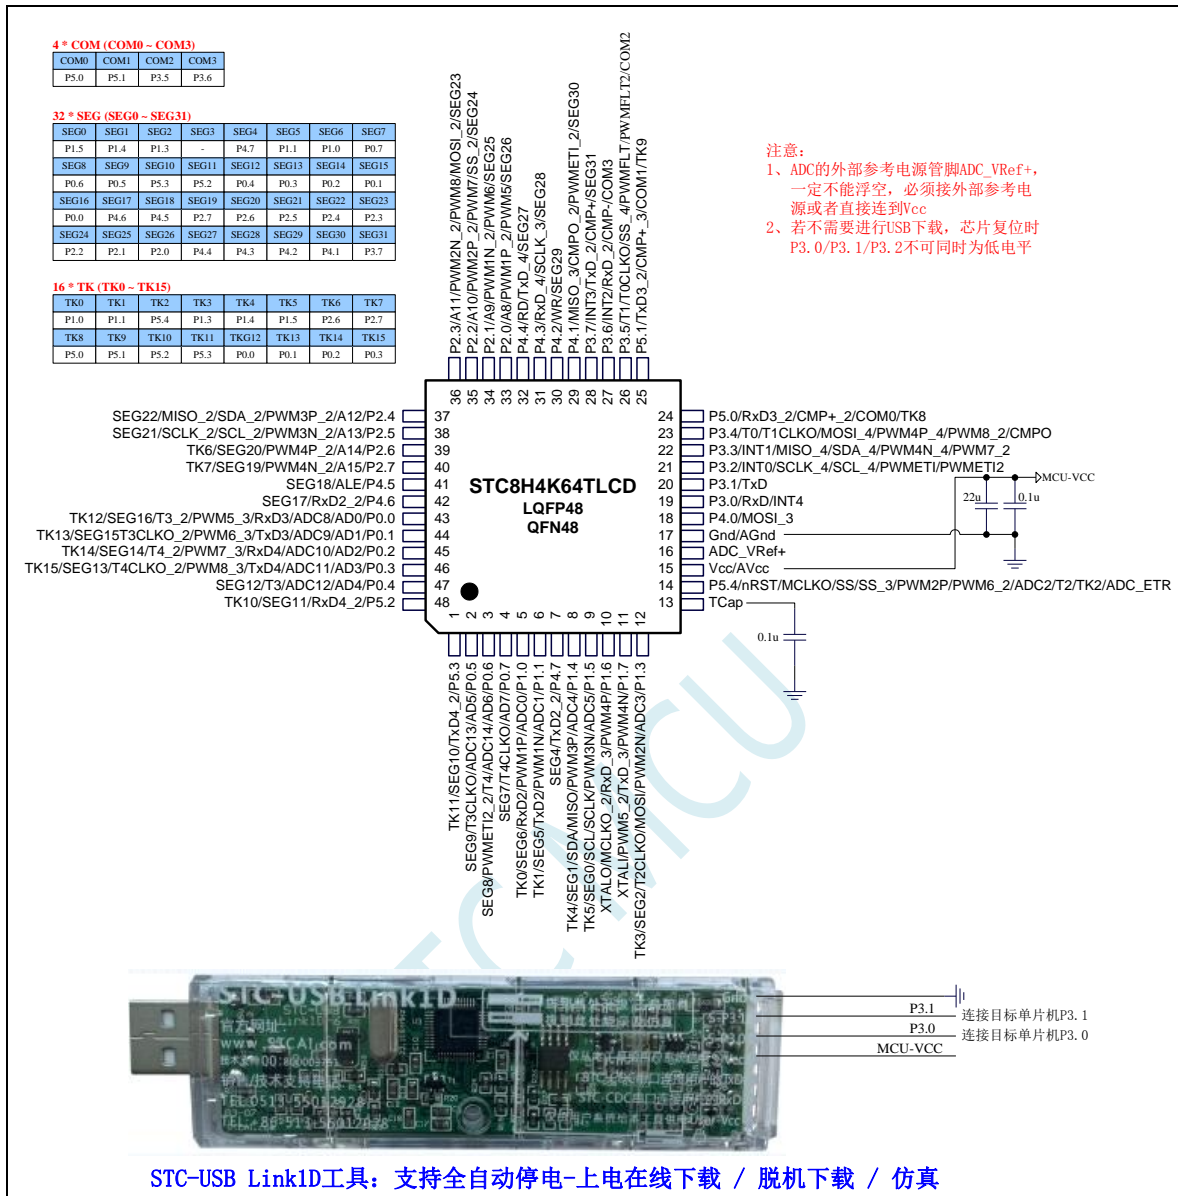 4 * COM (COM0 ~ COM3)
COM0 COM1 COM2 COM3
P5.0 P5.1 P3.5 P3.6
32 * SEG (SEG0 ~ SEG31)
SEG0 SEG1 SEG2 SEG3 SEG4 SEG5 SEG6 SEG7
P1.5 P1.4 P1.3 - P4.7 P1.1 P1.0 P0.7
SEG8 SEG9 SEG10 SEG11 SEG12 SEG13 SEG14 SEG15
P0.6 P0.5 P5.3 P5.2 P0.4 P0.3 P0.2 P0.1
SEG16 SEG17 SEG18 SEG19 SEG20 SEG21 SEG22 SEG23
P0.0 P4.6 P4.5 P2.7 P2.6 P2.5 P2.4 P2.3
SEG24 SEG25 SEG26 SEG27 SEG28 SEG29 SEG30 SEG31
P2.2 P2.1 P2.0 P4.4 P4.3 P4.2 P4.1 P3.7
16 * TK (TK0 ~ TK15)
TK0 TK1 TK2 TK3 TK4 TK5 TK6 TK7
P1.0 P1.1 P5.4 P1.3 P1.4 P1.5 P2.6 P2.7
TK8 TK9 TK10 TK11 TKG12 TK13 TK14 TK15
P5.0 P5.1 P5.2 P5.3 P0.0 P0.1 P0.2 P0.3
P2.3/A11/PWM2N_2/PWM8/MOSI_2/SEG23
P2.2/A10/PWM2P_2/PWM7/SS_2/SEG24
P2.1/A9/PWM1N_2/PWM6/SEG25
P2.0/A8/PWM1P_2/PWM5/SEG26
P4.4/RD/TxD_4/SEG27
P4.3/RxD_4/SCLK_3/SEG28
P4.2/WR/SEG29
P4.1/MISO_3/CMPO_2/PWMETI_2/SEG30
P3.7/INT3/TxD_2/CMP+/SEG31
P3.6/INT2/RxD_2/CMP-/COM3
P3.5/T1/T0CLKO/SS_4/PWMFLT/PWMFLT2/COM2
P5.1/TxD3_2/CMP+_3/COM1/TK9
注意:
1、ADC的外部参考电源管脚ADC_VRef+,
一定不能浮空，必须接外部参考电
源或者直接连到Vcc
2、若不需要进行USB下载，芯片复位时
P3.0/P3.1/P3.2不可同时为低电平
36 35 34 33 32 31 30 29 28 27 26 25
SEG22/MISO_2/SDA_2/PWM3P_2/A12/P2.4 37
SEG21/SCLK_2/SCL_2/PWM3N_2/A13/P2.5 38
TK6/SEG20/PWM4P_2/A14/P2.6 39
TK7/SEG19/PWM4N_2/A15/P2.7 40
SEG18/ALE/P4.5 41
SEG17/RxD2_2/P4.6 42
TK12/SEG16/T3_2/PWM5_3/RxD3/ADC8/AD0/P0.0 43
TK13/SEG15T3CLKO_2/PWM6_3/TxD3/ADC9/AD1/P0.1 44
TK14/SEG14/T4_2/PWM7_3/RxD4/ADC10/AD2/P0.2 45
TK15/SEG13/T4CLKO_2/PWM8_3/TxD4/ADC11/AD3/P0.3 46
SEG12/T3/ADC12/AD4/P0.4 47
TK10/SEG11/RxD4_2/P5.2 48
STC8H4K64TLCD
LQFP48
QFN48
24 P5.0/RxD3_2/CMP+_2/COM0/TK8
23 P3.4/T0/T1CLKO/MOSI_4/PWM4P_4/PWM8_2/CMPO
22 P3.3/INT1/MISO_4/SDA_4/PWM4N_4/PWM7_2
21 P3.2/INT0/SCLK_4/SCL_4/PWMETI/PWMETI2
20 P3.1/TxD
19 P3.0/RxD/INT4
18 P4.0/MOSI_3
17 Gnd/AGnd
16 ADC_VRef+
15 Vcc/AVcc
14 P5.4/nRST/MCLKO/SS/SS_3/PWM2P/PWM6_2/ADC2/T2/TK2/ADC_ETR
13 TCap
MCU-VCC
22u 0.1u
0.1u
1 2 3 4 5 6 7 8 9 10 11 12
TK11/SEG10/TxD4_2/P5.3
SEG9/T3CLKO/ADC13/AD5/P0.5
SEG8/PWMETI2_2/T4/ADC14/AD6/P0.6
SEG7/T4CLKO/AD7/P0.7
TK0/SEG6/RxD2/PWM1P/ADC0/P1.0
TK1/SEG5/TxD2/PWM1N/ADC1/P1.1
SEG4/TxD2_2/P4.7
TK4/SEG1/SDA/MISO/PWM3P/ADC4/P1.4
TK5/SEG0/SCL/SCLK/PWM3N/ADC5/P1.5
XTALO/MCLKO_2/RxD_3/PWM4P/P1.6
XTALI/PWM5_2/TxD_3/PWM4N/P1.7
TK3/SEG2/T2CLKO/MOSI/PWM2N/ADC3/P1.3
STC MCU
STC-USB Link1D
官方网址:
www.STCAI.com
TEL:0513-55012928
Gnd
P3.1 连接目标单片机P3.1
P3.0 连接目标单片机P3.0
MCU-VCC
STC-USB Link1D工具: 支持全自动停电-上电在线下载 / 脱机下载 / 仿真